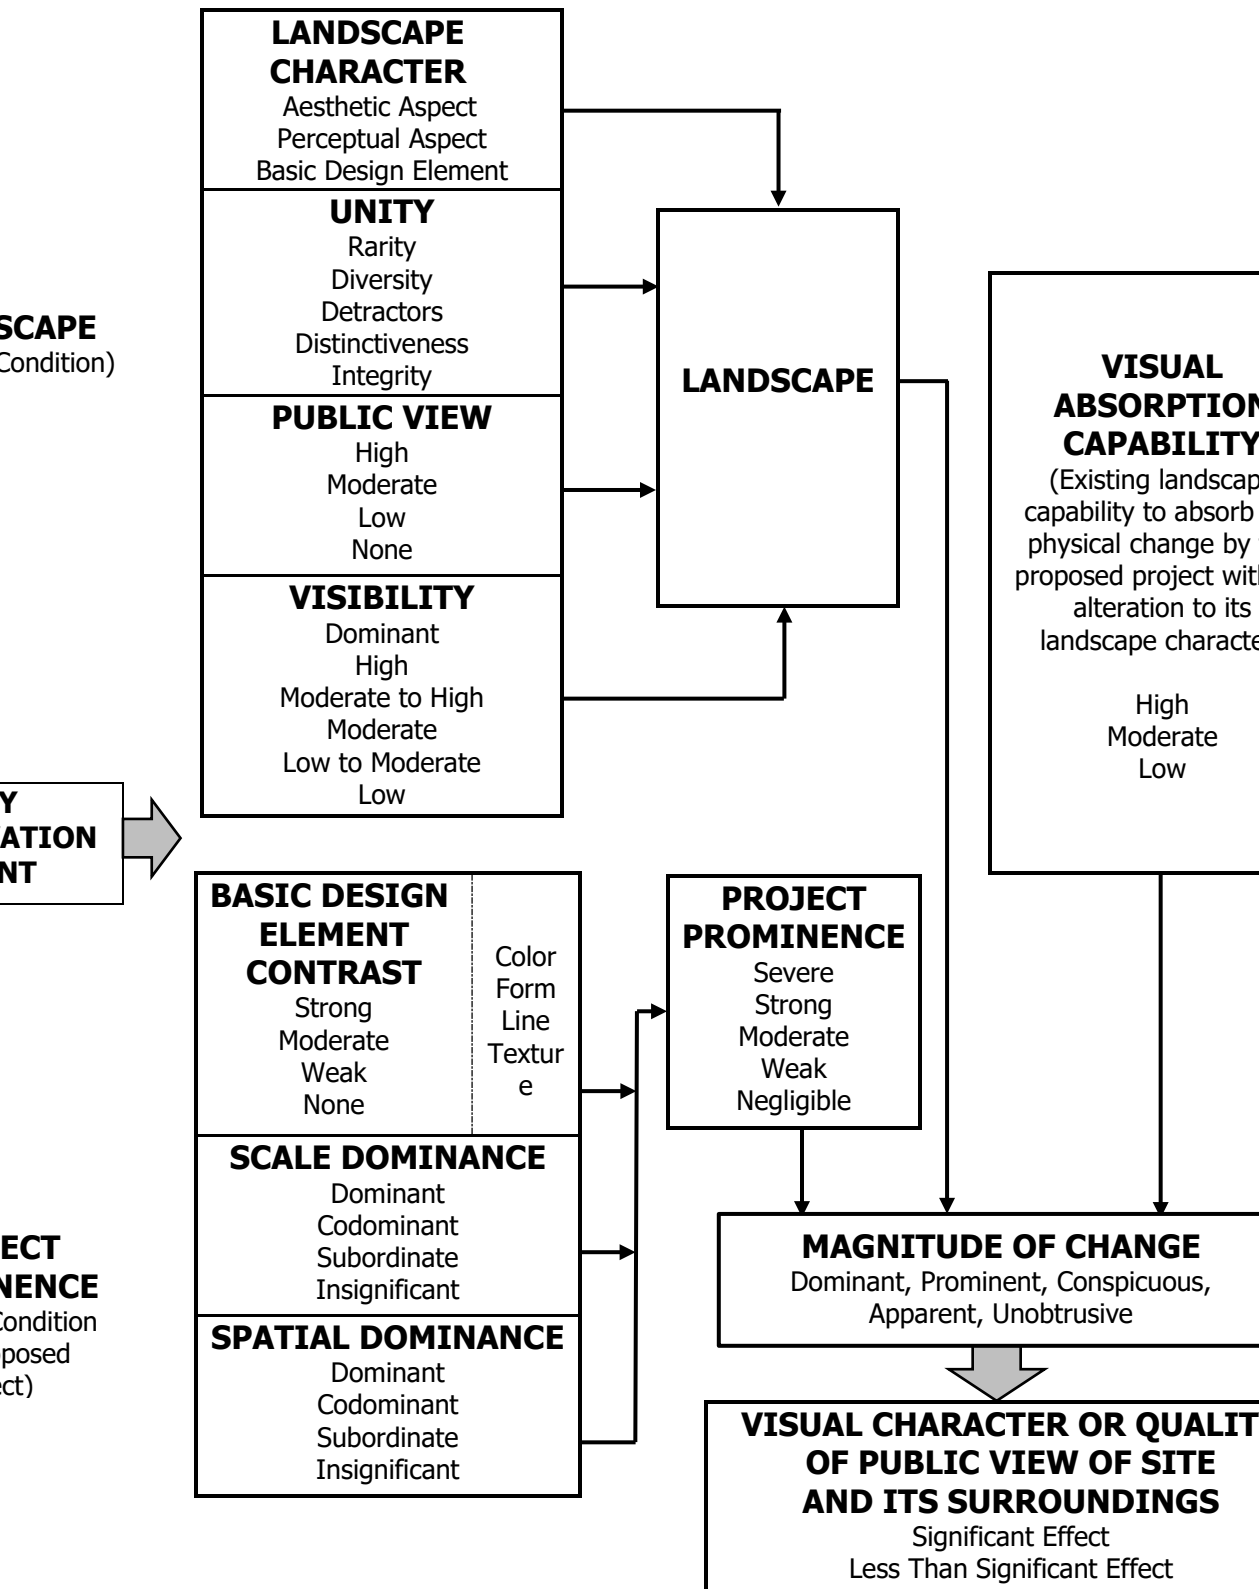 LANDSCAPE
CHARACTER
Aesthetic Aspect
Perceptual Aspect
Basic Design Element
UNITY
Rarity
Diversity
Detractors
Distinctiveness
Integrity
PUBLIC VIEW
High
Moderate
Low
None
VISIBILITY
Dominant
High
Moderate to High
Moderate
Low to Moderate
Low
SCAPE
Condition)
LANDSCAPE
VISUAL
ABSORPTION
CAPABILITY
(Existing landscap
capability to absorb
physical change by
proposed project with
alteration to its
landscape characte
High
Moderate
Low
Y
ATION
NT
BASIC DESIGN
ELEMENT
CONTRAST
Strong
Moderate
Weak
None
Color
Form
Line
Textur
e
SCALE DOMINANCE
Dominant
Codominant
Subordinate
Insignificant
SPATIAL DOMINANCE
Dominant
Codominant
Subordinate
Insignificant
ECT
NENCE
Condition
posed
ect)
PROJECT
PROMINENCE
Severe
Strong
Moderate
Weak
Negligible
MAGNITUDE OF CHANGE
Dominant, Prominent, Conspicuous,
Apparent, Unobtrusive
VISUAL CHARACTER OR QUALIT
OF PUBLIC VIEW OF SITE
AND ITS SURROUNDINGS
Significant Effect
Less Than Significant Effect